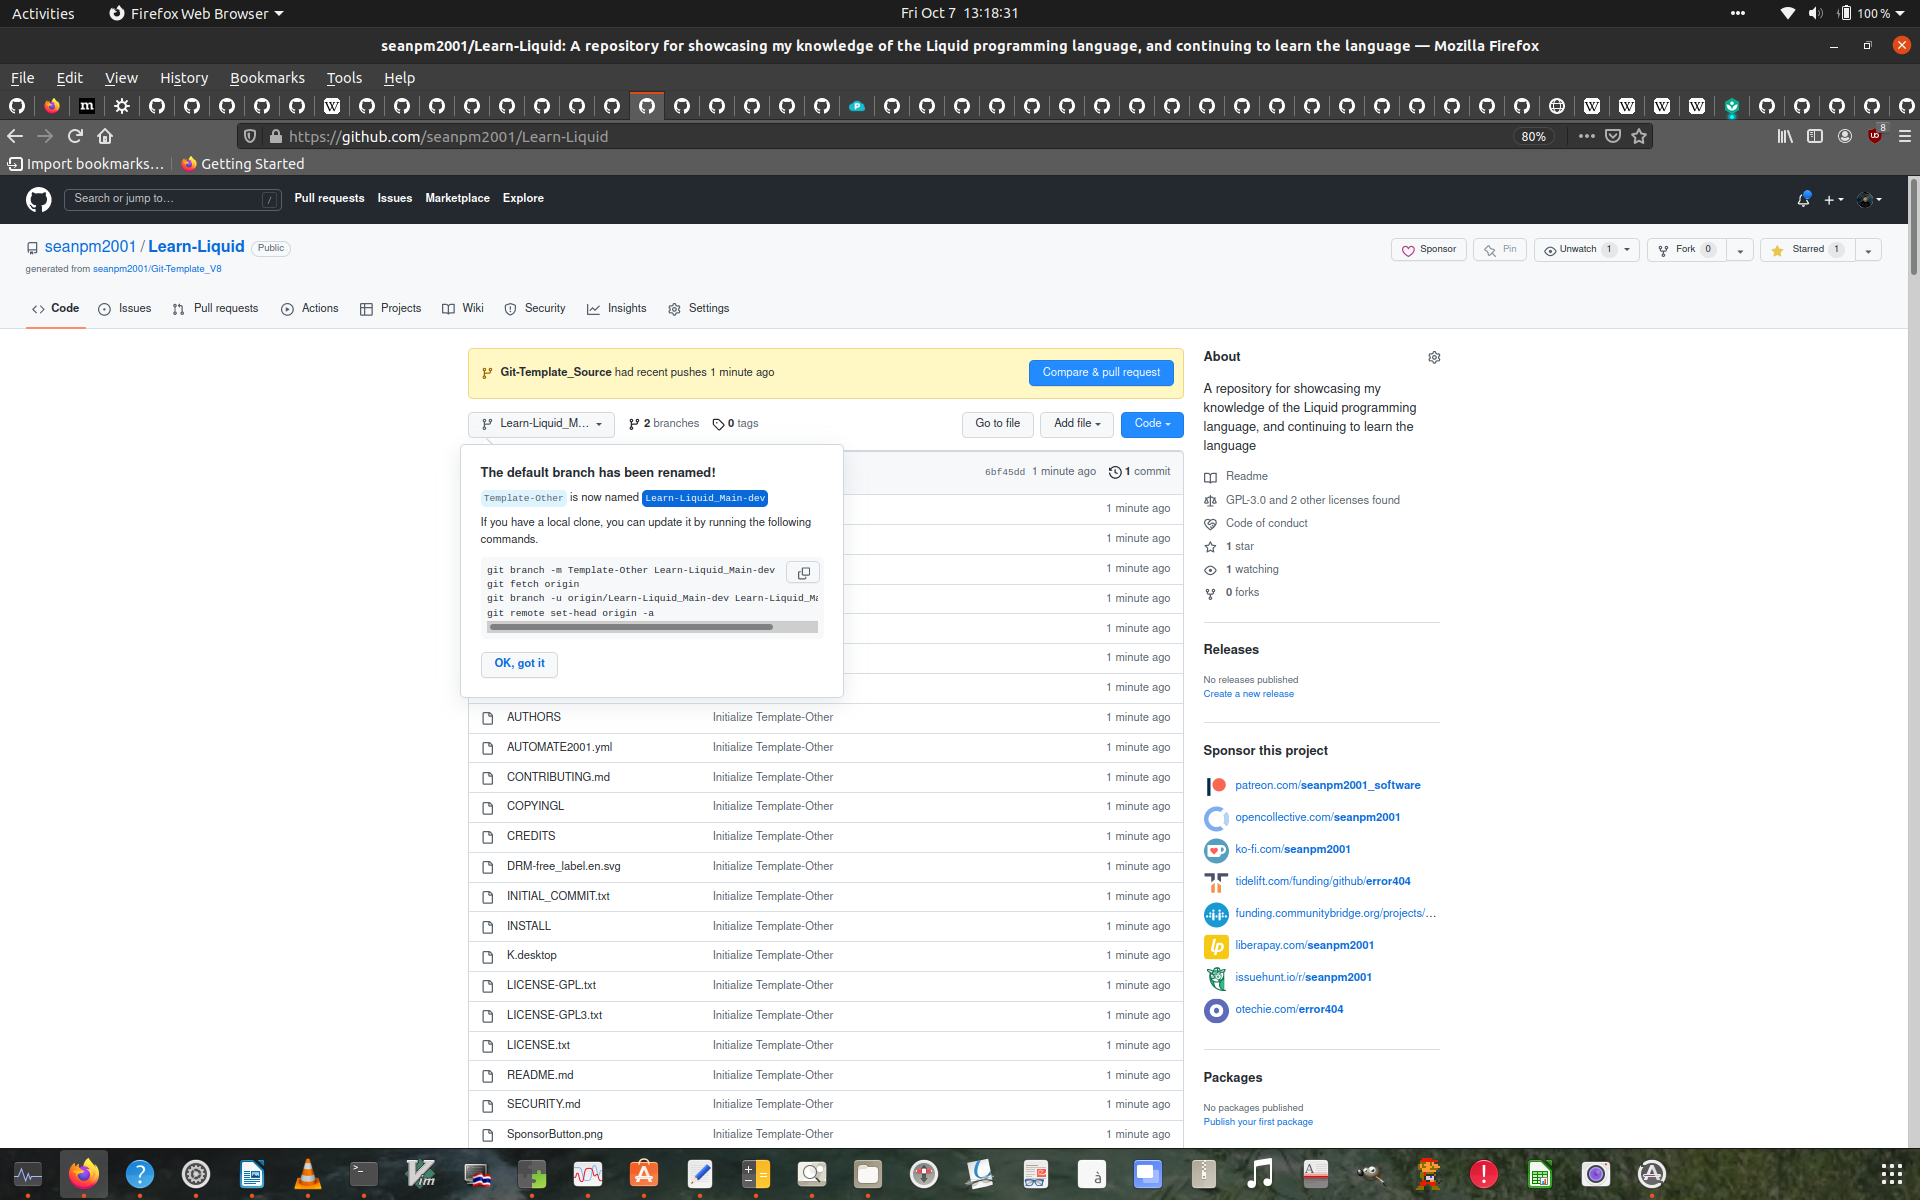 Activities
Firefox Web Browser
Fri Oct 7 13:18:31
100 %
seanpm2001/Learn-Liquid: A repository for showcasing my knowledge of the Liquid programming language, and continuing to learn the language — Mozilla Firefox
File Edit View History Bookmarks Tools Help
https://github.com/seanpm2001/Learn-Liquid
80%
8
Import bookmarks…
Getting Started
Search or jump to…
/
Pull requests Issues Marketplace Explore
seanpm2001 / Learn-Liquid Public
generated from seanpm2001/Git-Template_V8
Sponsor
Pin
Unwatch 1
Fork 0
Starred 1
Code
Issues
Pull requests
Actions
Projects
Wiki
Security
Insights
Settings
Git-Template_Source had recent pushes 1 minute ago
Compare & pull request
Learn-Liquid_M...
2 branches
0 tags
Go to file
Add file
Code
The default branch has been renamed!
Template-Other is now named Learn-Liquid_Main-dev
If you have a local clone, you can update it by running the following
commands.
git branch -m Template-Other Learn-Liquid_Main-dev
git fetch origin
git branch -u origin/Learn-Liquid_Main-dev Learn-Liquid_Ma
git remote set-head origin -a
OK, got it
6bf45dd 1 minute ago
1 commit
1 minute ago
1 minute ago
1 minute ago
1 minute ago
1 minute ago
1 minute ago
1 minute ago
AUTHORS Initialize Template-Other 1 minute ago
AUTOMATE2001.yml Initialize Template-Other 1 minute ago
CONTRIBUTING.md Initialize Template-Other 1 minute ago
COPYINGL Initialize Template-Other 1 minute ago
CREDITS Initialize Template-Other 1 minute ago
DRM-free_label.en.svg Initialize Template-Other 1 minute ago
INITIAL_COMMIT.txt Initialize Template-Other 1 minute ago
INSTALL Initialize Template-Other 1 minute ago
K.desktop Initialize Template-Other 1 minute ago
LICENSE-GPL.txt Initialize Template-Other 1 minute ago
LICENSE-GPL3.txt Initialize Template-Other 1 minute ago
LICENSE.txt Initialize Template-Other 1 minute ago
README.md Initialize Template-Other 1 minute ago
SECURITY.md Initialize Template-Other 1 minute ago
SponsorButton.png Initialize Template-Other 1 minute ago
About
A repository for showcasing my
knowledge of the Liquid programming
language, and continuing to learn the
language
Readme
GPL-3.0 and 2 other licenses found
Code of conduct
1 star
1 watching
0 forks
Releases
No releases published
Create a new release
Sponsor this project
patreon.com/seanpm2001_software
opencollective.com/seanpm2001
ko-fi.com/seanpm2001
tidelift.com/funding/github/error404
funding.communitybridge.org/projects/…
liberapay.com/seanpm2001
issuehunt.io/r/seanpm2001
otechie.com/error404
Packages
No packages published
Publish your first package